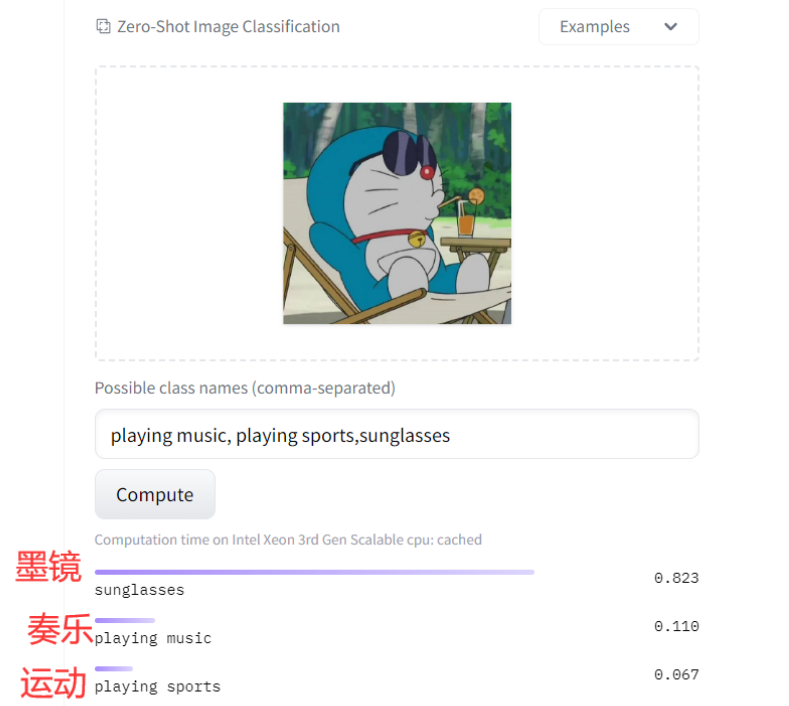 Zero-Shot Image Classification
Examples
Possible class names (comma-separated)
playing music, playing sports,sunglasses
Compute
Computation time on Intel Xeon 3rd Gen Scalable cpu: cached
墨镜
sunglasses 0.823
奏乐
playing music 0.110
运动
playing sports 0.067